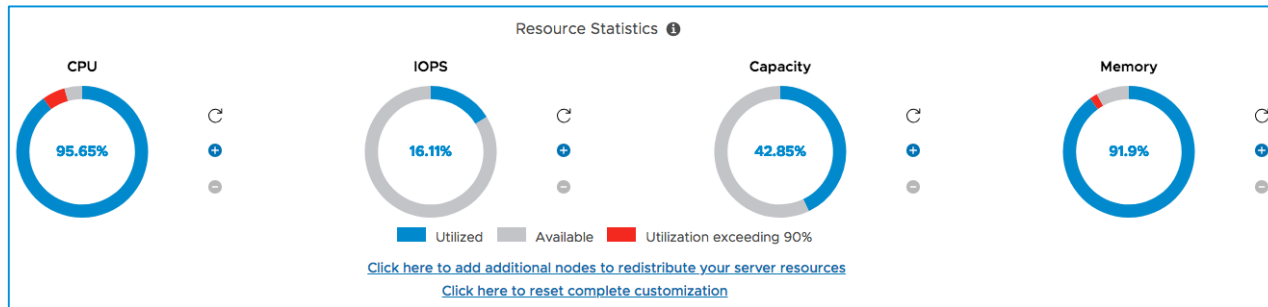 Resource Statistics
CPU
IOPS
Capacity
Memory
95.65%
16.11%
42.85%
91.9%
Utilized
Available
Utilization exceeding 90%
Click here to add additional nodes to redistribute your server resources
Click here to reset complete customization